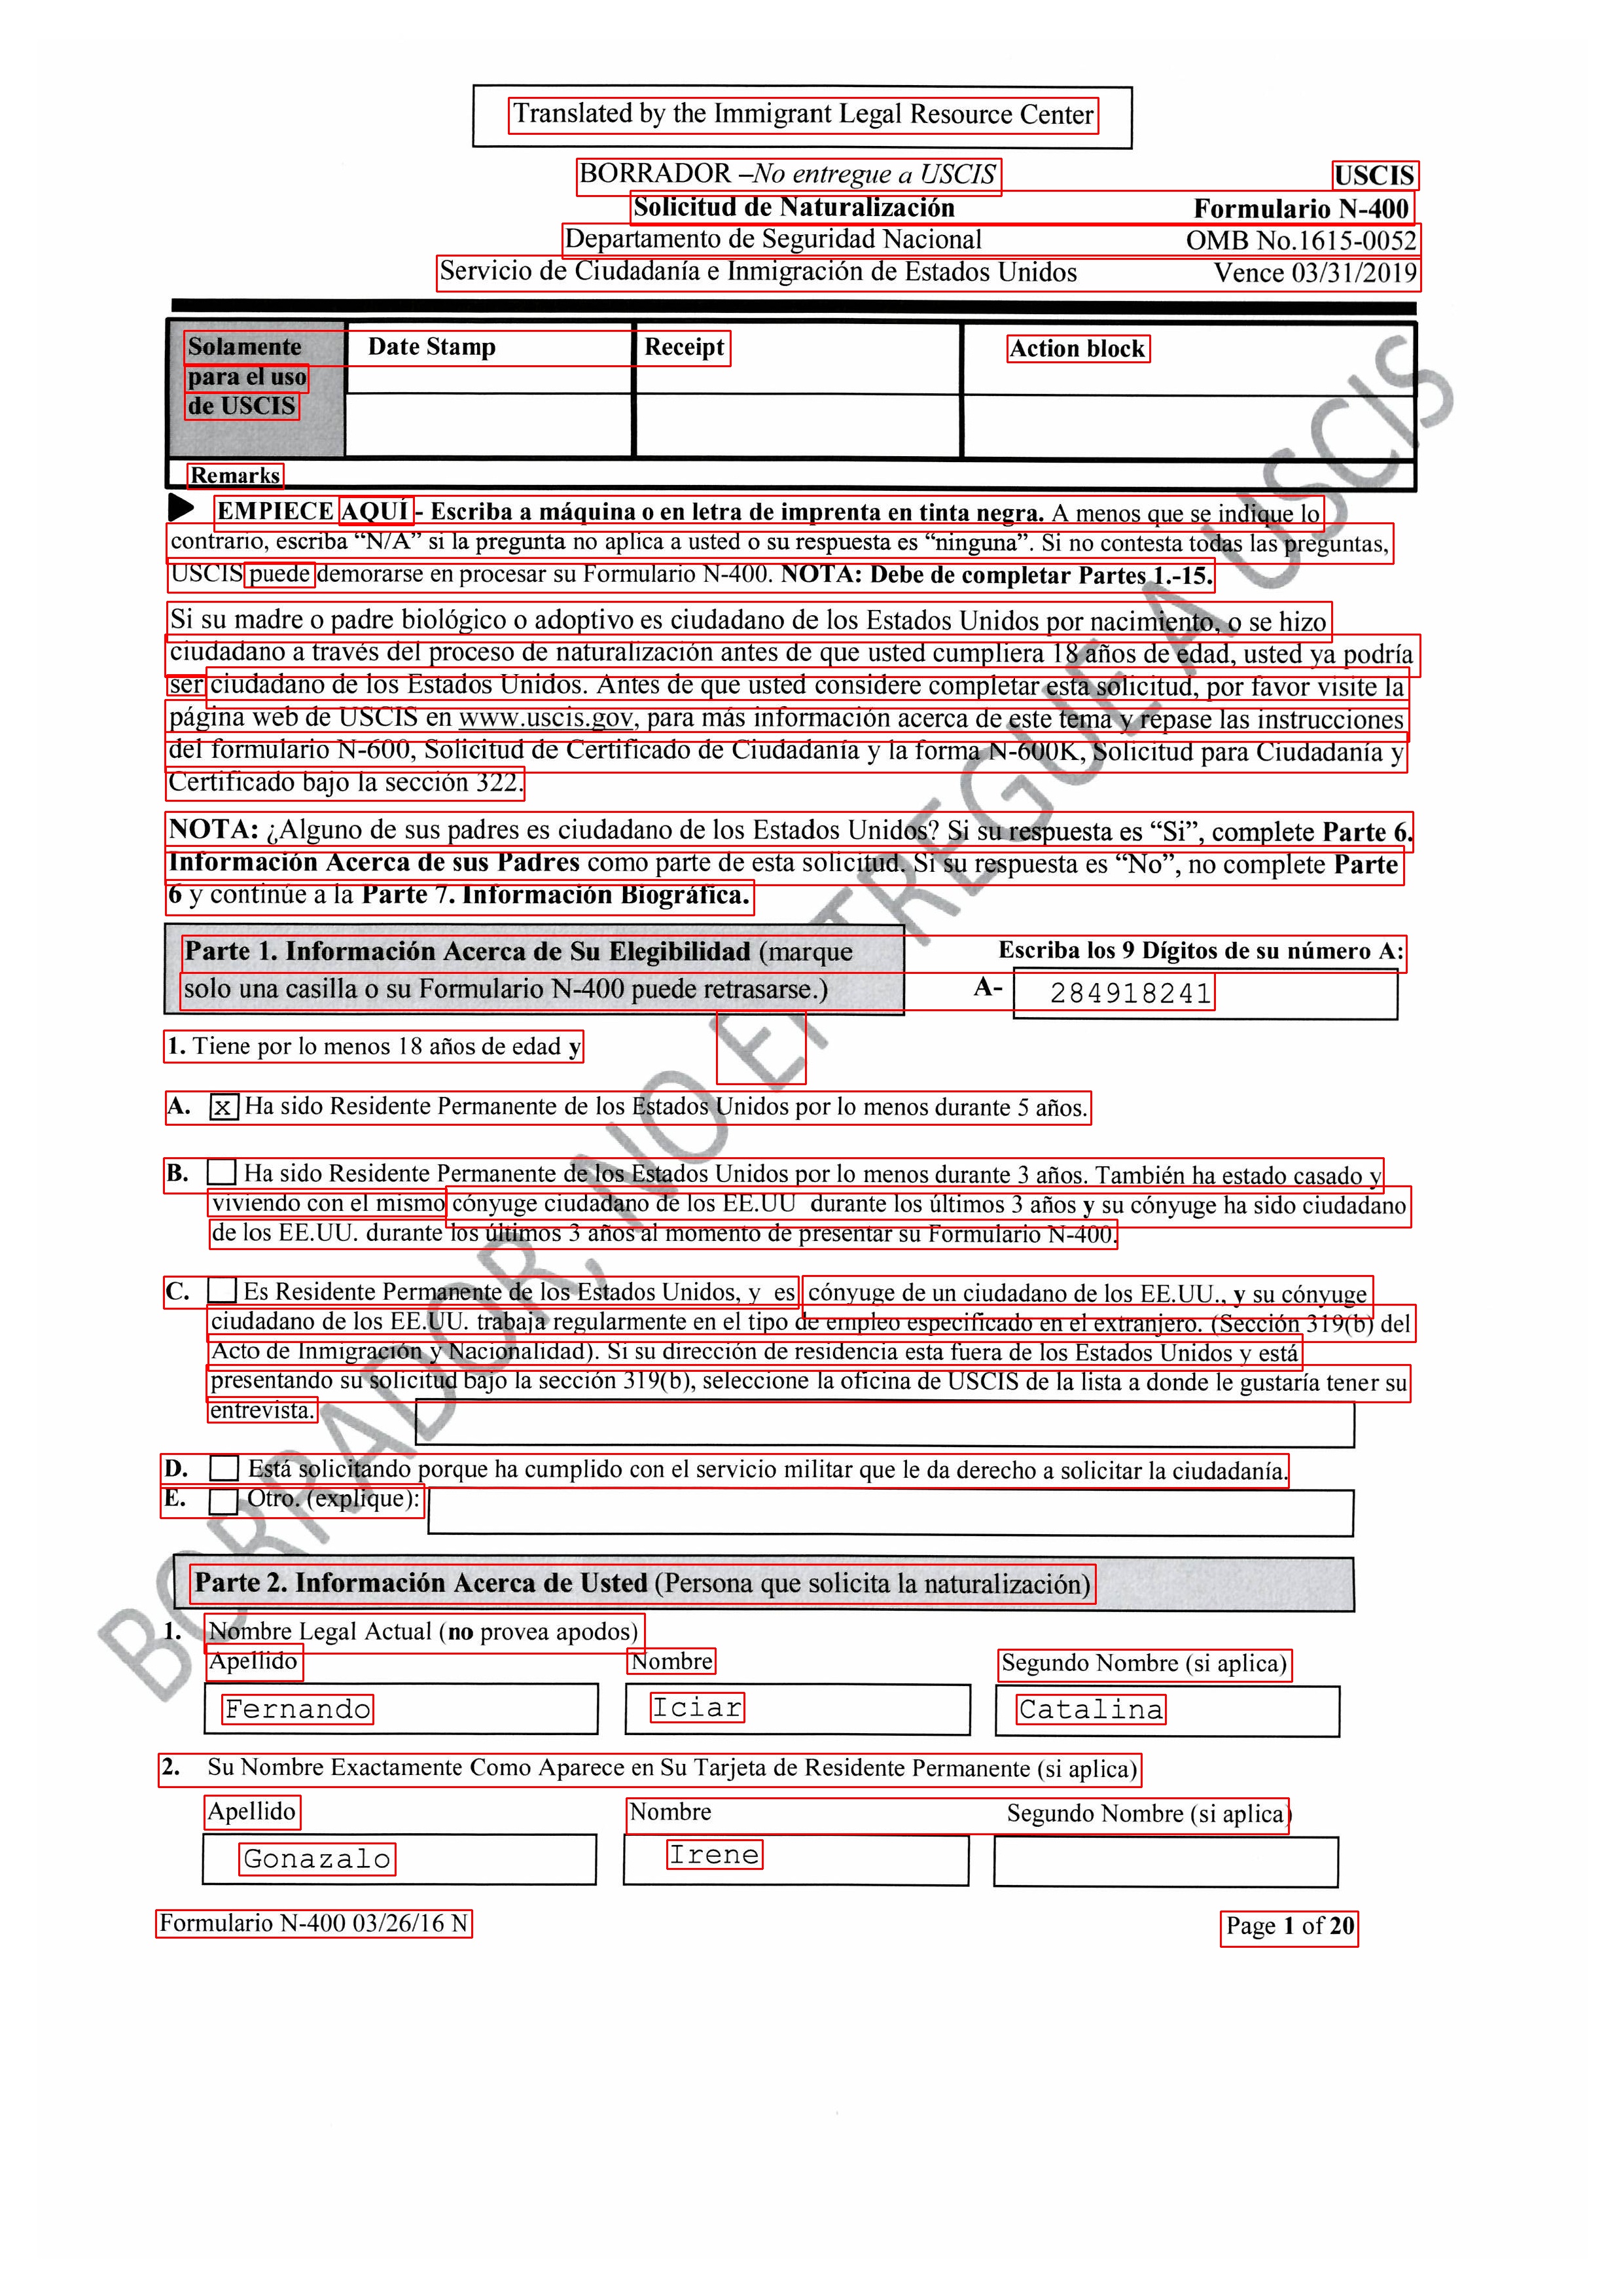 Translated by the Immigrant Legal Resource Center
BORRADOR –No entregue a USCIS USCIS
Solicitud de Naturalización Formulario N-400
Departamento de Seguridad Nacional OMB No.1615-0052
Servicio de Ciudadanía e Inmigración de Estados Unidos Vence 03/31/2019
Solamente Date Stamp Receipt Action block
para el uso
de USCIS
Remarks
EMPIECE AQUÍ - Escriba a máquina o en letra de imprenta en tinta negra. A menos que se indique lo
contrario, escriba “N/A” si la pregunta no aplica a usted o su respuesta es “ninguna”. Si no contesta todas las preguntas,
USCIS puede demorarse en procesar su Formulario N-400. NOTA: Debe de completar Partes 1.-15.
Si su madre o padre biológico o adoptivo es ciudadano de los Estados Unidos por nacimiento, o se hizo
ciudadano a través del proceso de naturalización antes de que usted cumpliera 18 años de edad, usted ya podría
ser ciudadano de los Estados Unidos. Antes de que usted considere completar esta solicitud, por favor visite la
página web de USCIS en www.uscis.gov, para más información acerca de este tema y repase las instrucciones
del formulario N-600, Solicitud de Certificado de Ciudadanía y la forma N-600K, Solicitud para Ciudadanía y
Certificado bajo la sección 322.
NOTA: ¿Alguno de sus padres es ciudadano de los Estados Unidos? Si su respuesta es “Si”, complete Parte 6.
Información Acerca de sus Padres como parte de esta solicitud. Si su respuesta es “No”, no complete Parte
6 y continúe a la Parte 7. Información Biográfica.
Parte 1. Información Acerca de Su Elegibilidad (marque Escriba los 9 Dígitos de su número A:
solo una casilla o su Formulario N-400 puede retrasarse.) A- 284918241
1. Tiene por lo menos 18 años de edad y
A. x Ha sido Residente Permanente de los Estados Unidos por lo menos durante 5 años.
B. Ha sido Residente Permanente de los Estados Unidos por lo menos durante 3 años. También ha estado casado y
viviendo con el mismo cónyuge ciudadano de los EE.UU durante los últimos 3 años y su cónyuge ha sido ciudadano
de los EE.UU. durante los últimos 3 años al momento de presentar su Formulario N-400.
C. Es Residente Permanente de los Estados Unidos, y es cónyuge de un ciudadano de los EE.UU., y su cónyuge
ciudadano de los EE.UU. trabaja regularmente en el tipo de empleo especificado en el extranjero. (Sección 319(b) del
Acto de Inmigración y Nacionalidad). Si su dirección de residencia esta fuera de los Estados Unidos y está
presentando su solicitud bajo la sección 319(b), seleccione la oficina de USCIS de la lista a donde le gustaría tener su
entrevista.
D. Está solicitando porque ha cumplido con el servicio militar que le da derecho a solicitar la ciudadanía.
E. Otro. (explique):
Parte 2. Información Acerca de Usted (Persona que solicita la naturalización)
1. Nombre Legal Actual (no provea apodos)
Apellido Nombre Segundo Nombre (si aplica)
Fernando Iciar Catalina
2. Su Nombre Exactamente Como Aparece en Su Tarjeta de Residente Permanente (si aplica)
Apellido Nombre Segundo Nombre (si aplica)
Gonazalo Irene
Formulario N-400 03/26/16 N Page 1 of 20
BORRADOR, NO ENTREGUE A USCIS